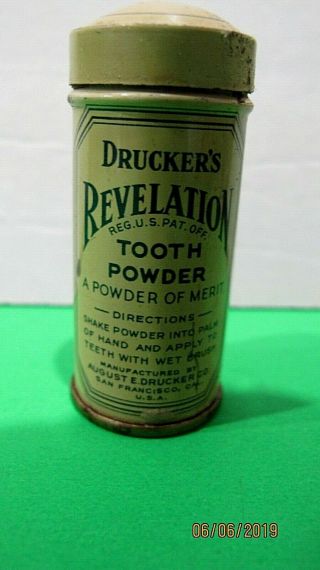 DRUCKER'S
REVELATION
REG. U.S. PAT. OFF.
TOOTH
POWDER
A POWDER OF MERIT
DIRECTIONS
SHAKE POWDER INTO PALM
OF HAND AND APPLY TO
TEETH WITH WET BRUSH
MANUFACTURED BY
AUGUST E. DRUCKER CO.
SAN FRANCISCO, CAL.
U.S.A.
06/06/2019